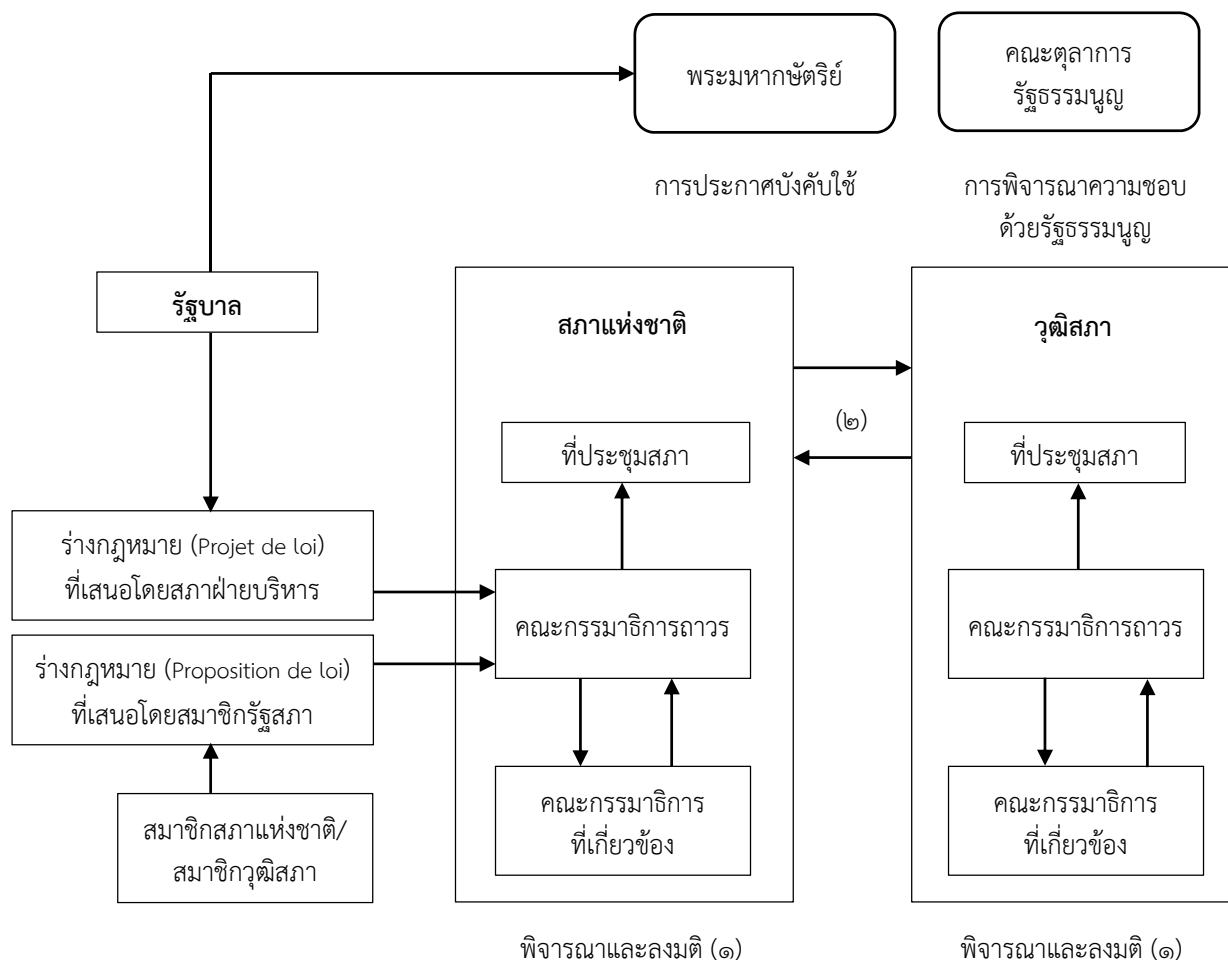 พระมหากษัตริย์
คณะตุลาการ
รัฐธรรมนูญ
การประกาศบังคับใช้
การพิจารณาความชอบ
ด้วยรัฐธรรมนูญ
รัฐบาล
สภาแห่งชาติ
วุฒิสภา
(๒)
ที่ประชุมสภา
ที่ประชุมสภา
ร่างกฎหมาย (Projet de loi)
ที่เสนอโดยสภาฝ่ายบริหาร
คณะกรรมาธิการถาวร
คณะกรรมาธิการถาวร
ร่างกฎหมาย (Proposition de loi)
ที่เสนอโดยสมาชิกรัฐสภา
สมาชิกสภาแห่งชาติ/
สมาชิกวุฒิสภา
คณะกรรมาธิการ
ที่เกี่ยวข้อง
คณะกรรมาธิการ
ที่เกี่ยวข้อง
พิจารณาและลงมติ (๑)
พิจารณาและลงมติ (๑)